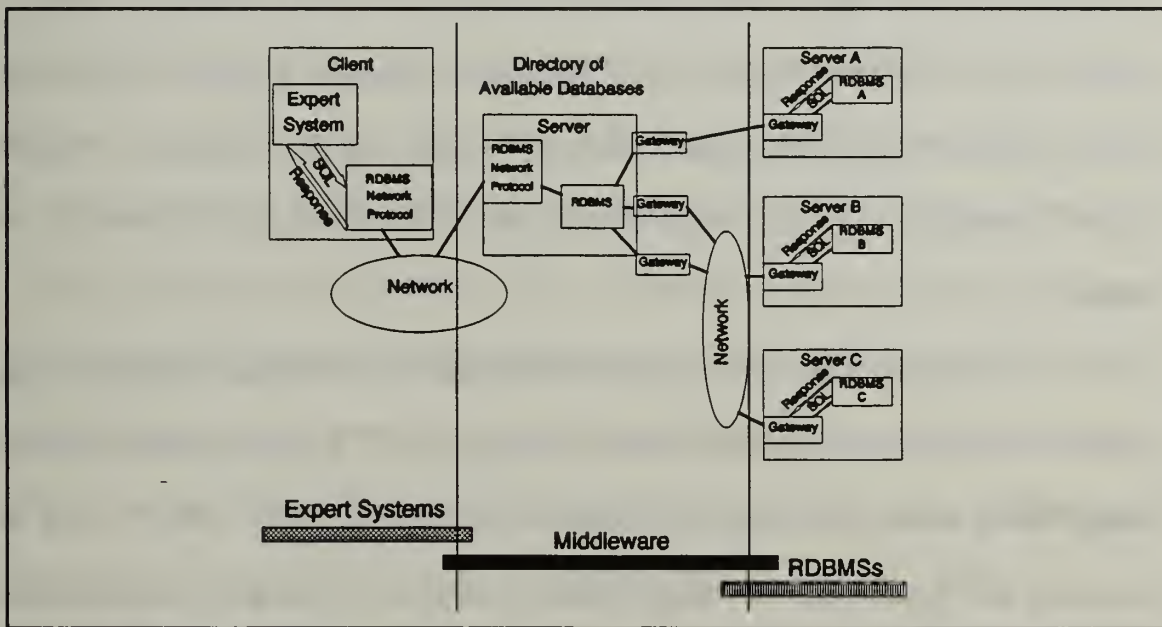 Client
Expert
System
SQL
Response
RDBMS
Network
Protocol
Network
Directory of
Available Databases
Server
RDBMS
Network
Protocol
RDBMS
Gateway
Gateway
Gateway
Network
Server A
Response
SQL
RDBMS
A
Gateway
Server B
Response
SQL
RDBMS
B
Gateway
Server C
Response
SQL
RDBMS
C
Gateway
Expert Systems
Middleware
RDBMSs